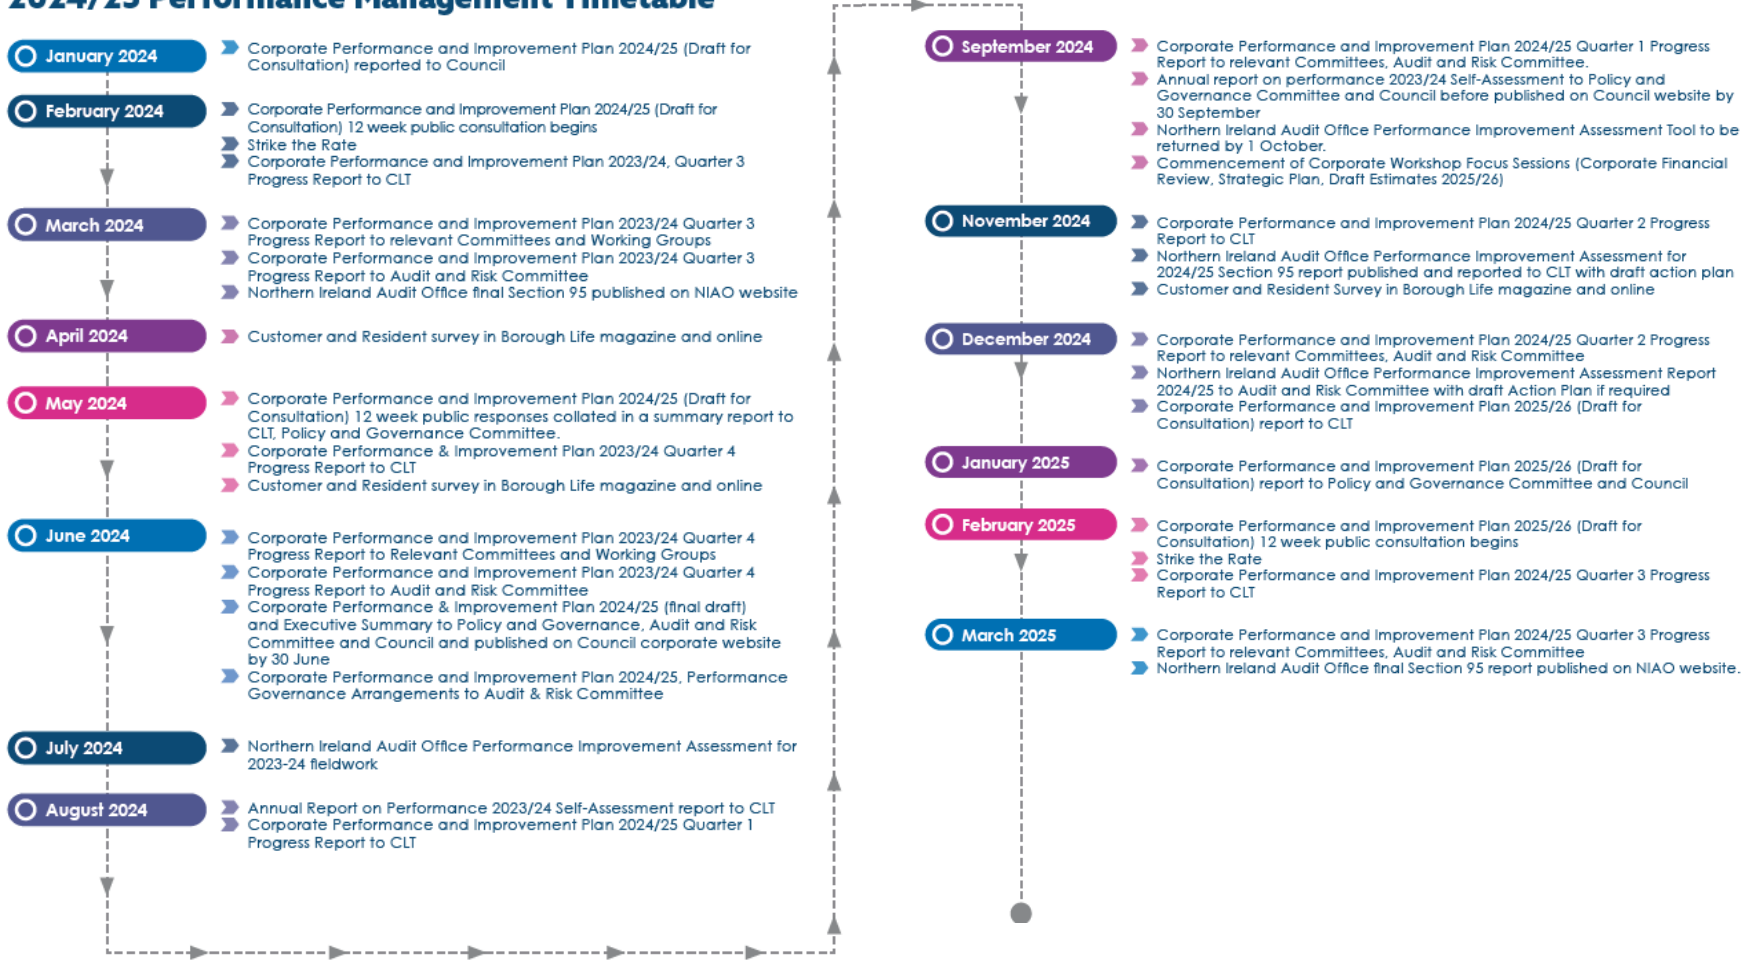 2024/25 Performance Management Timetable
January 2024
Corporate Performance and Improvement Plan 2024/25 (Draft for
Consultation) reported to Council
February 2024
Corporate Performance and Improvement Plan 2024/25 (Draft for
Consultation) 12 week public consultation begins
Strike the Rate
Corporate Performance and Improvement Plan 2023/24, Quarter 3
Progress Report to CLT
March 2024
Corporate Performance and Improvement Plan 2023/24 Quarter 3
Progress Report to relevant Committees and Working Groups
Corporate Performance and Improvement Plan 2023/24 Quarter 3
Progress Report to Audit and Risk Committee
Northern Ireland Audit Office final Section 95 published on NIAO website
April 2024
Customer and Resident survey in Borough Life magazine and online
May 2024
Corporate Performance and Improvement Plan 2024/25 (Draft for
Consultation) 12 week public responses collated in a summary report to
CLT, Policy and Governance Committee.
Corporate Performance & Improvement Plan 2023/24 Quarter 4
Progress Report to CLT
Customer and Resident survey in Borough Life magazine and online
June 2024
Corporate Performance and Improvement Plan 2023/24 Quarter 4
Progress Report to Relevant Committees and Working Groups
Corporate Performance and Improvement Plan 2023/24 Quarter 4
Progress Report to Audit and Risk Committee
Corporate Performance & Improvement Plan 2024/25 (final draft)
and Executive Summary to Policy and Governance, Audit and Risk
Committee and Council and published on Council corporate website
by 30 June
Corporate Performance and Improvement Plan 2024/25, Performance
Governance Arrangements to Audit & Risk Committee
July 2024
Northern Ireland Audit Office Performance Improvement Assessment for
2023-24 fieldwork
August 2024
Annual Report on Performance 2023/24 Self-Assessment report to CLT
Corporate Performance and Improvement Plan 2024/25 Quarter 1
Progress Report to CLT
September 2024
Corporate Performance and Improvement Plan 2024/25 Quarter 1 Progress
Report to relevant Committees, Audit and Risk Committee.
Annual report on performance 2023/24 Self-Assessment to Policy and
Governance Committee and Council before published on Council website by
30 September
Northern Ireland Audit Office Performance Improvement Assessment Tool to be
returned by 1 October.
Commencement of Corporate Workshop Focus Sessions (Corporate Financial
Review, Strategic Plan, Draft Estimates 2025/26)
November 2024
Corporate Performance and Improvement Plan 2024/25 Quarter 2 Progress
Report to CLT
Northern Ireland Audit Office Performance Improvement Assessment for
2024/25 Section 95 report published and reported to CLT with draft action plan
Customer and Resident Survey in Borough Life magazine and online
December 2024
Corporate Performance and Improvement Plan 2024/25 Quarter 2 Progress
Report to relevant Committees, Audit and Risk Committee
Northern Ireland Audit Office Performance Improvement Assessment Report
2024/25 to Audit and Risk Committee with draft Action Plan if required
Corporate Performance and Improvement Plan 2025/26 (Draft for
Consultation) report to CLT
January 2025
Corporate Performance and Improvement Plan 2025/26 (Draft for
Consultation) report to Policy and Governance Committee and Council
February 2025
Corporate Performance and Improvement Plan 2025/26 (Draft for
Consultation) 12 week public consultation begins
Strike the Rate
Corporate Performance and Improvement Plan 2024/25 Quarter 3 Progress
Report to CLT
March 2025
Corporate Performance and Improvement Plan 2024/25 Quarter 3 Progress
Report to relevant Committees, Audit and Risk Committee
Northern Ireland Audit Office final Section 95 report published on NIAO website.